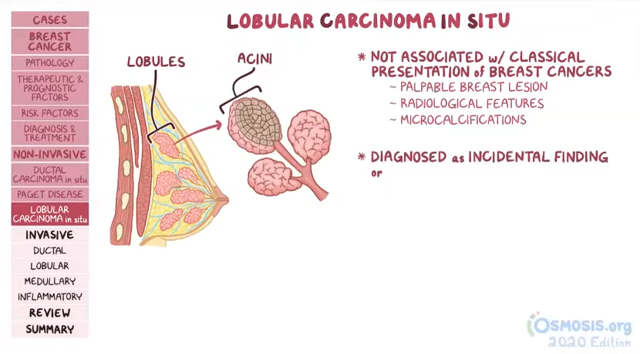 LOBULAR CARCINOMA IN SITU
CASES
BREAST
CANCER
PATHOLOGY
THERAPEUTIC &
PROGNOSTIC
FACTORS
RISK FACTORS
DIAGNOSIS &
TREATMENT
NON-INVASIVE
DUCTAL
CARCINOMA in situ
PAGET DISEASE
LOBULAR
CARCINOMA in situ
INVASIVE
DUCTAL
LOBULAR
MEDULLARY
INFLAMMATORY
REVIEW
SUMMARY
LOBULES
ACINI
* NOT ASSOCIATED w/ CLASSICAL
PRESENTATION of BREAST CANCERS
~ PALPABLE BREAST LESION
~ RADIOLOGICAL FEATURES
~ MICROCALCIFICATIONS
* DIAGNOSED as INCIDENTAL FINDING
or
OSMOSIS.org
2020 Edition